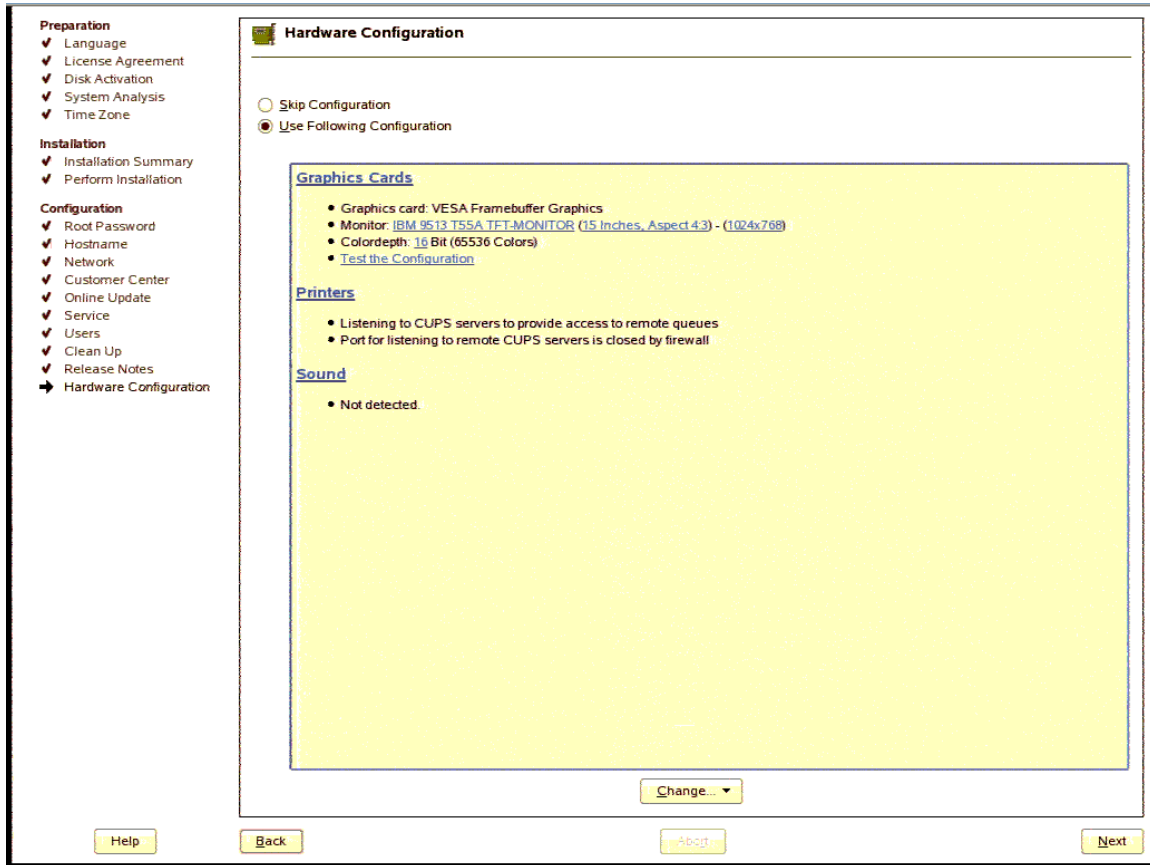 Preparation
Language
License Agreement
Disk Activation
System Analysis
Time Zone
Installation
Installation Summary
Perform Installation
Configuration
Root Password
Hostname
Network
Customer Center
Online Update
Service
Users
Clean Up
Release Notes
Hardware Configuration
Hardware Configuration
Skip Configuration
Use Following Configuration
Graphics Cards
Graphics card: VESA Framebuffer Graphics
Monitor: IBM 9513 T55A TFT-MONITOR (15 Inches, Aspect 4:3) - (1024x768)
Colordepth: 16 Bit (65536 Colors)
Test the Configuration
Printers
Listening to CUPS servers to provide access to remote queues
Port for listening to remote CUPS servers is closed by firewall
Sound
Not detected.
Change...
Help
Back
Abort
Next